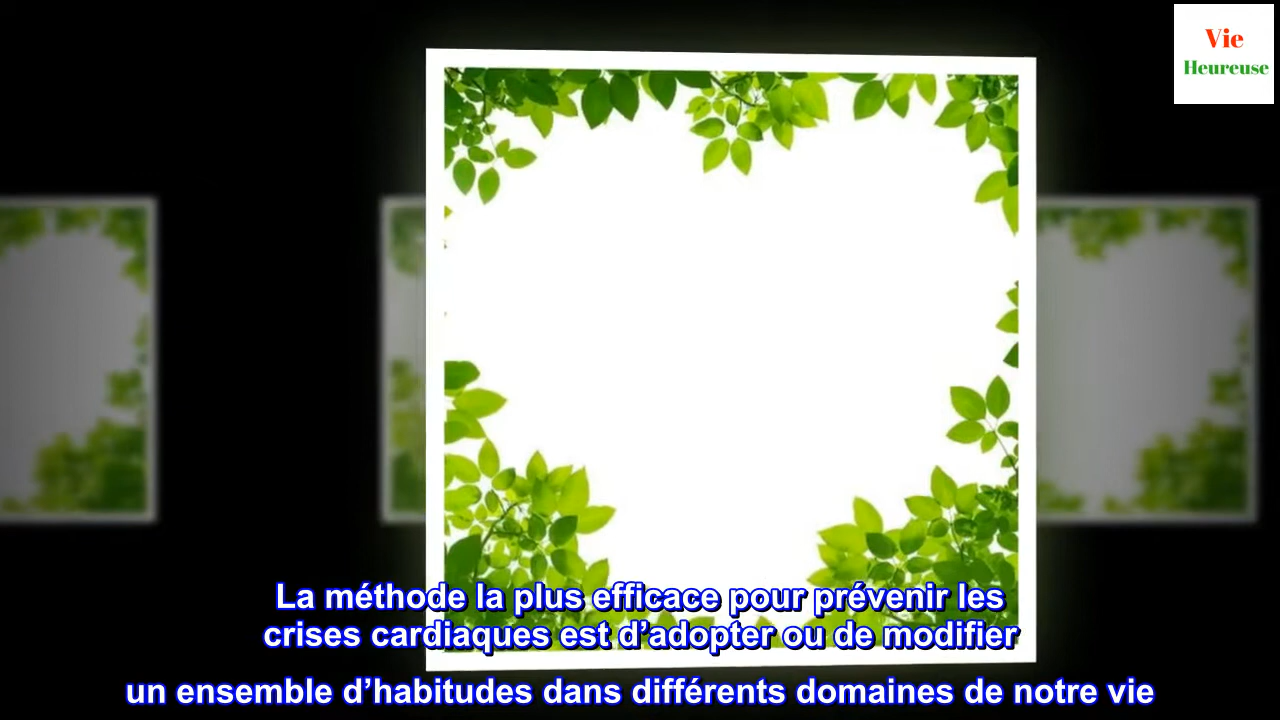 Vie
Heureuse
La méthode la plus efficace pour prévenir les
crises cardiaques est d’adopter ou de modifier
un ensemble d’habitudes dans différents domaines de notre vie